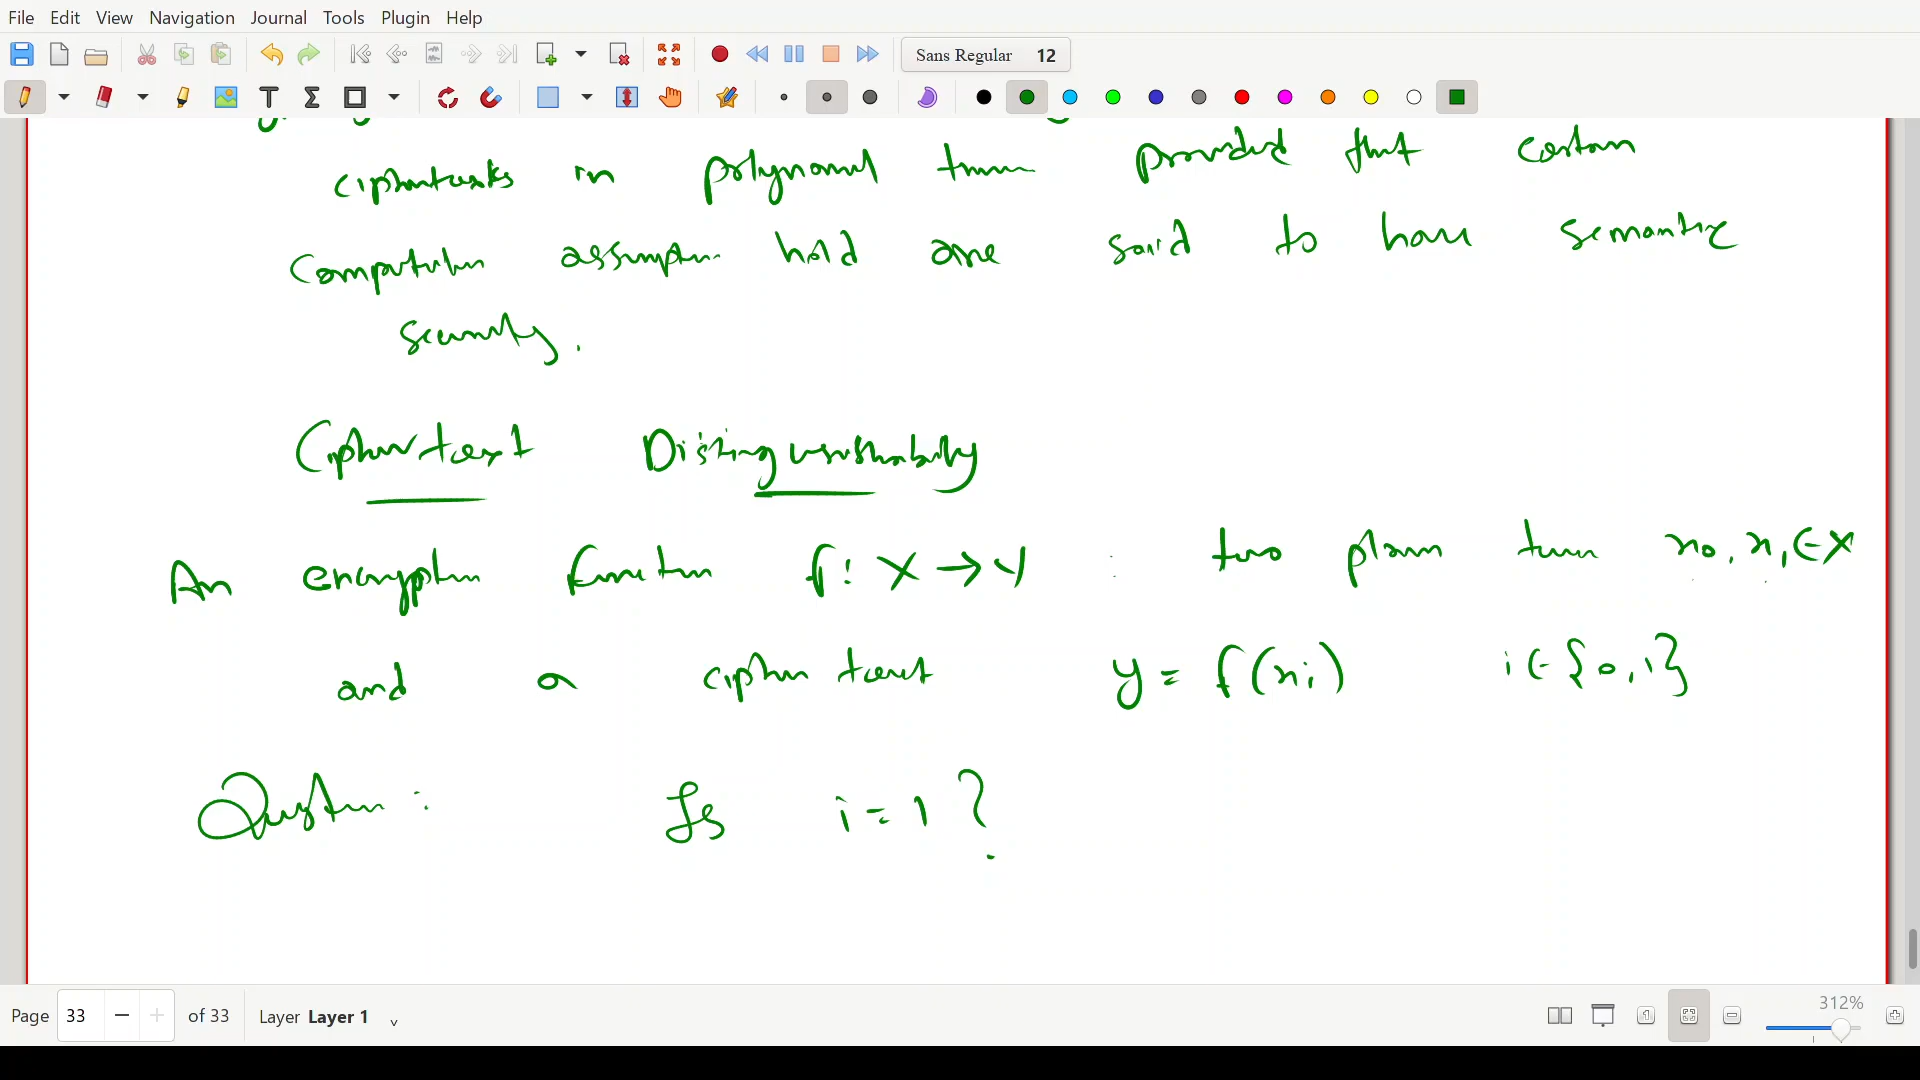 File Edit View Navigation Journal Tools Plugin Help
Sans Regular 12
ciphertexts in polynomial time provided that certain
computation assumption hold are said to have semantic
security.
Ciphertext Distinguishability
An encryption function f: X → Y : two plain x₀, x₁ ∈ X
and a cipher text y = f(xᵢ) i ∈ {0, 1}
Question: Is i = 1 ?
Page 33 of 33 Layer Layer 1 312%